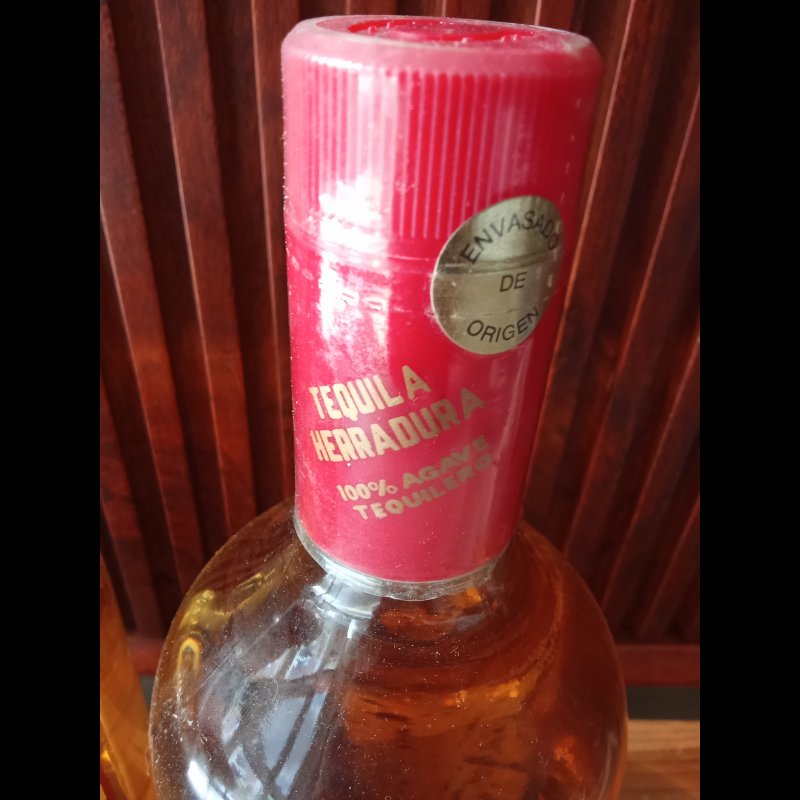 ENVASADO
DE
ORIGEN
TEQUILA
HERRADURA
100% AGAVE
TEQUILERO